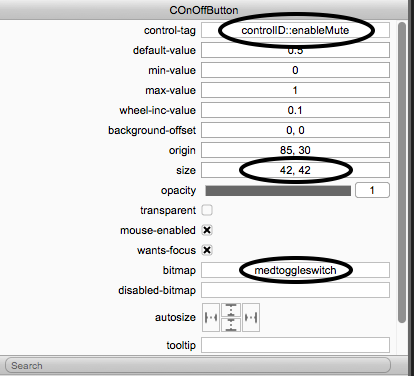 COnOffButton
control-tag controlID::enableMute
default-value 0.5
min-value 0
max-value 1
wheel-inc-value 0.1
background-offset 0, 0
origin 85, 30
size 42, 42
opacity 1
transparent
mouse-enabled
wants-focus
bitmap medtoggleswitch
disabled-bitmap
autosize
tooltip
Search